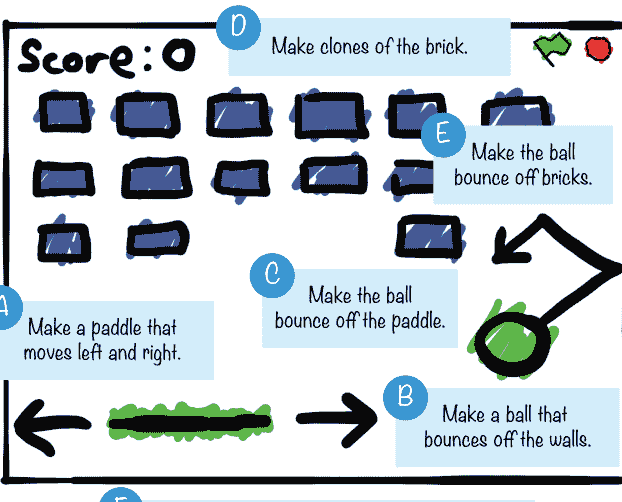 D
Make clones of the brick.
Score: 0
E
Make the ball
bounce off bricks.
C
Make the ball
bounce off the paddle.
A
Make a paddle that
moves left and right.
B
Make a ball that
bounces off the walls.